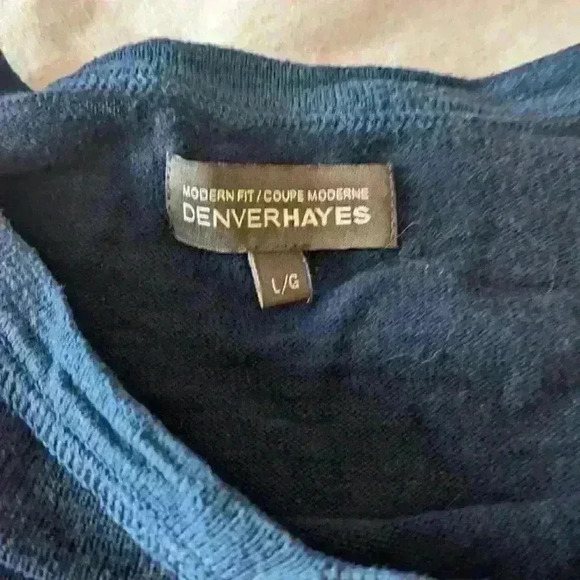 MODERN FIT / COUPE MODERNE
DENVERHAYES
L/G